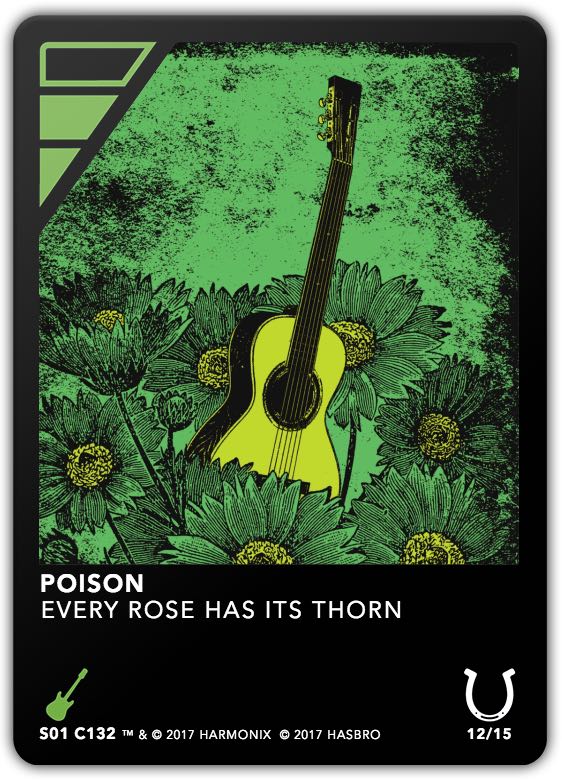 POISON
EVERY ROSE HAS ITS THORN
S01 C132 ™ & © 2017 HARMONIX © 2017 HASBRO
12/15